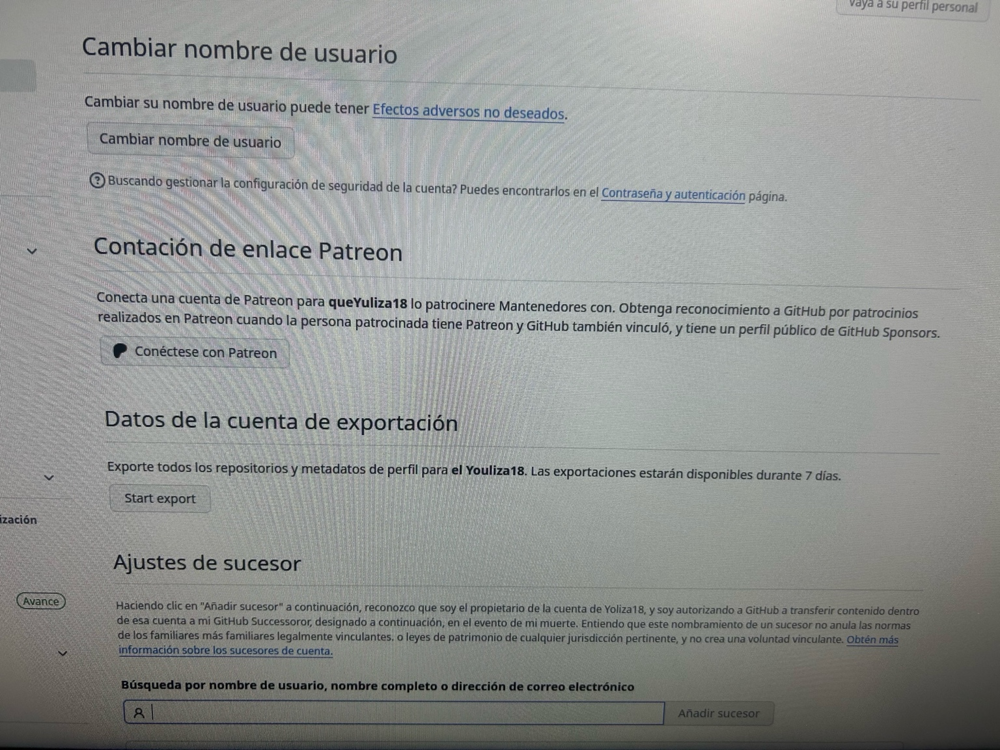 Vaya a su perfil personal
Cambiar nombre de usuario
Cambiar su nombre de usuario puede tener Efectos adversos no deseados.
Cambiar nombre de usuario
Buscando gestionar la configuración de seguridad de la cuenta? Puedes encontrarlos en el Contraseña y autenticación página.
Contación de enlace Patreon
Conecta una cuenta de Patreon para queYuliza18 lo patrocinere Mantenedores con. Obtenga reconocimiento a GitHub por patrocinios
realizados en Patreon cuando la persona patrocinada tiene Patreon y GitHub también vinculó, y tiene un perfil público de GitHub Sponsors.
Conéctese con Patreon
Datos de la cuenta de exportación
Exporte todos los repositorios y metadatos de perfil para el Youliza18. Las exportaciones estarán disponibles durante 7 días.
Start export
ización
Ajustes de sucesor
Avance
Haciendo clic en "Añadir sucesor" a continuación, reconozco que soy el propietario de la cuenta de Yoliza18, y soy autorizando a GitHub a transferir contenido dentro
de esa cuenta a mi GitHub Successoror, designado a continuación, en el evento de mi muerte. Entiendo que este nombramiento de un sucesor no anula las normas
de los familiares más familiares legalmente vinculantes. o leyes de patrimonio de cualquier jurisdicción pertinente, y no crea una voluntad vinculante. Obtén más
información sobre los sucesores de cuenta.
Búsqueda por nombre de usuario, nombre completo o dirección de correo electrónico
Añadir sucesor